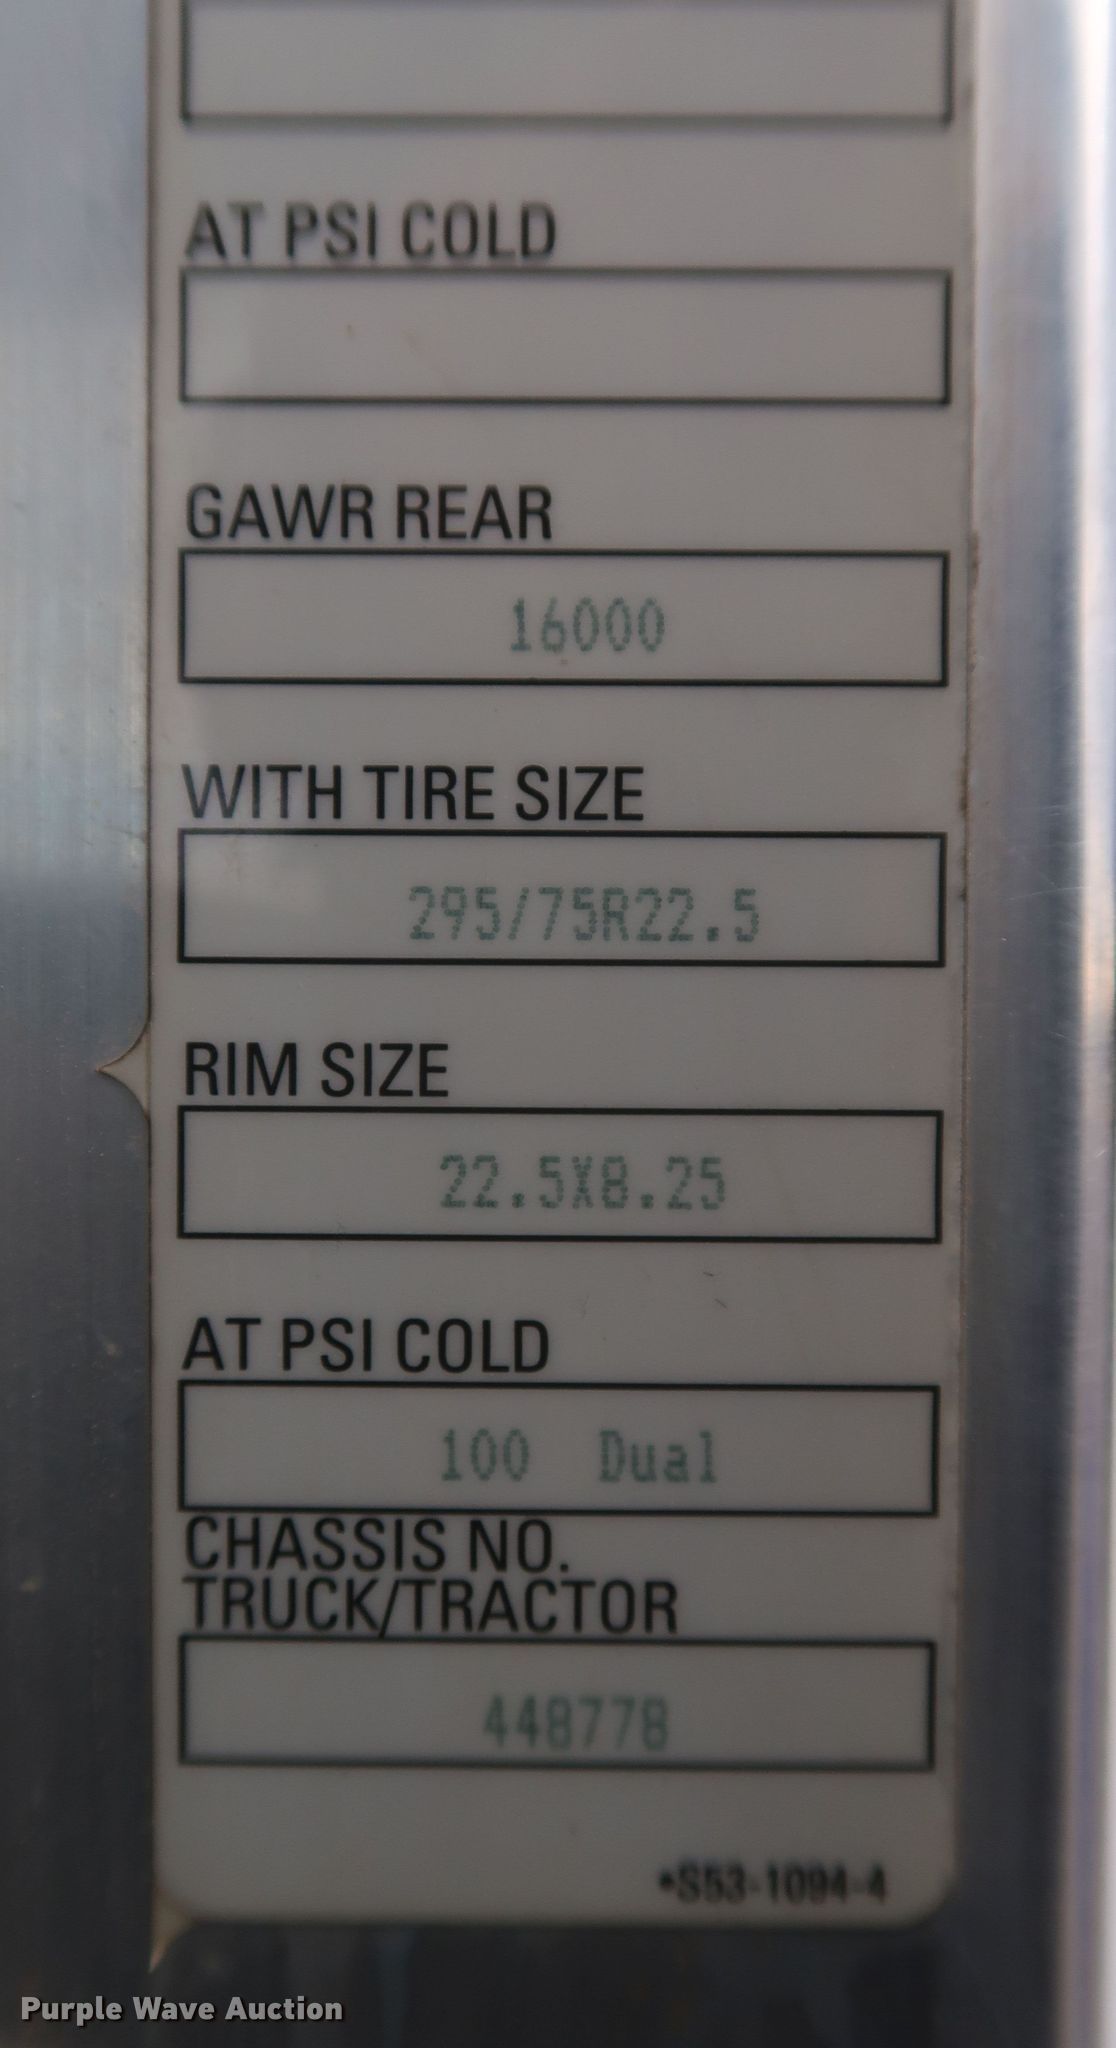 AT PSI COLD
GAWR REAR
16000
WITH TIRE SIZE
295/75R22.5
RIM SIZE
22.5X8.25
AT PSI COLD
100 Dual
CHASSIS NO.
TRUCK/TRACTOR
448778
*S53-1094-4
Purple Wave Auction